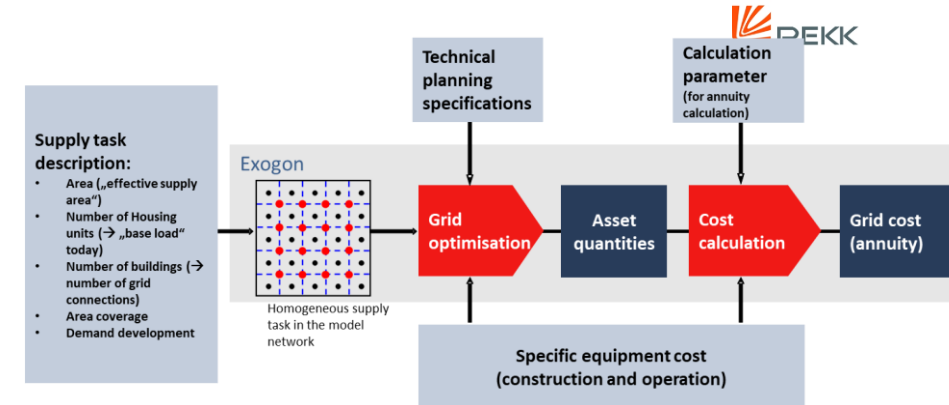 REKK
Technical
planning
specifications
Calculation
parameter
(for annuity
calculation)
Supply task
description:
• Area („effective supply
area“)
• Number of Housing
units (→ „base load“
today)
• Number of buildings (→
number of grid
connections)
• Area coverage
• Demand development
Exogon
Homogeneous supply
task in the model
network
Grid
optimisation
Asset
quantities
Cost
calculation
Grid cost
(annuity)
Specific equipment cost
(construction and operation)